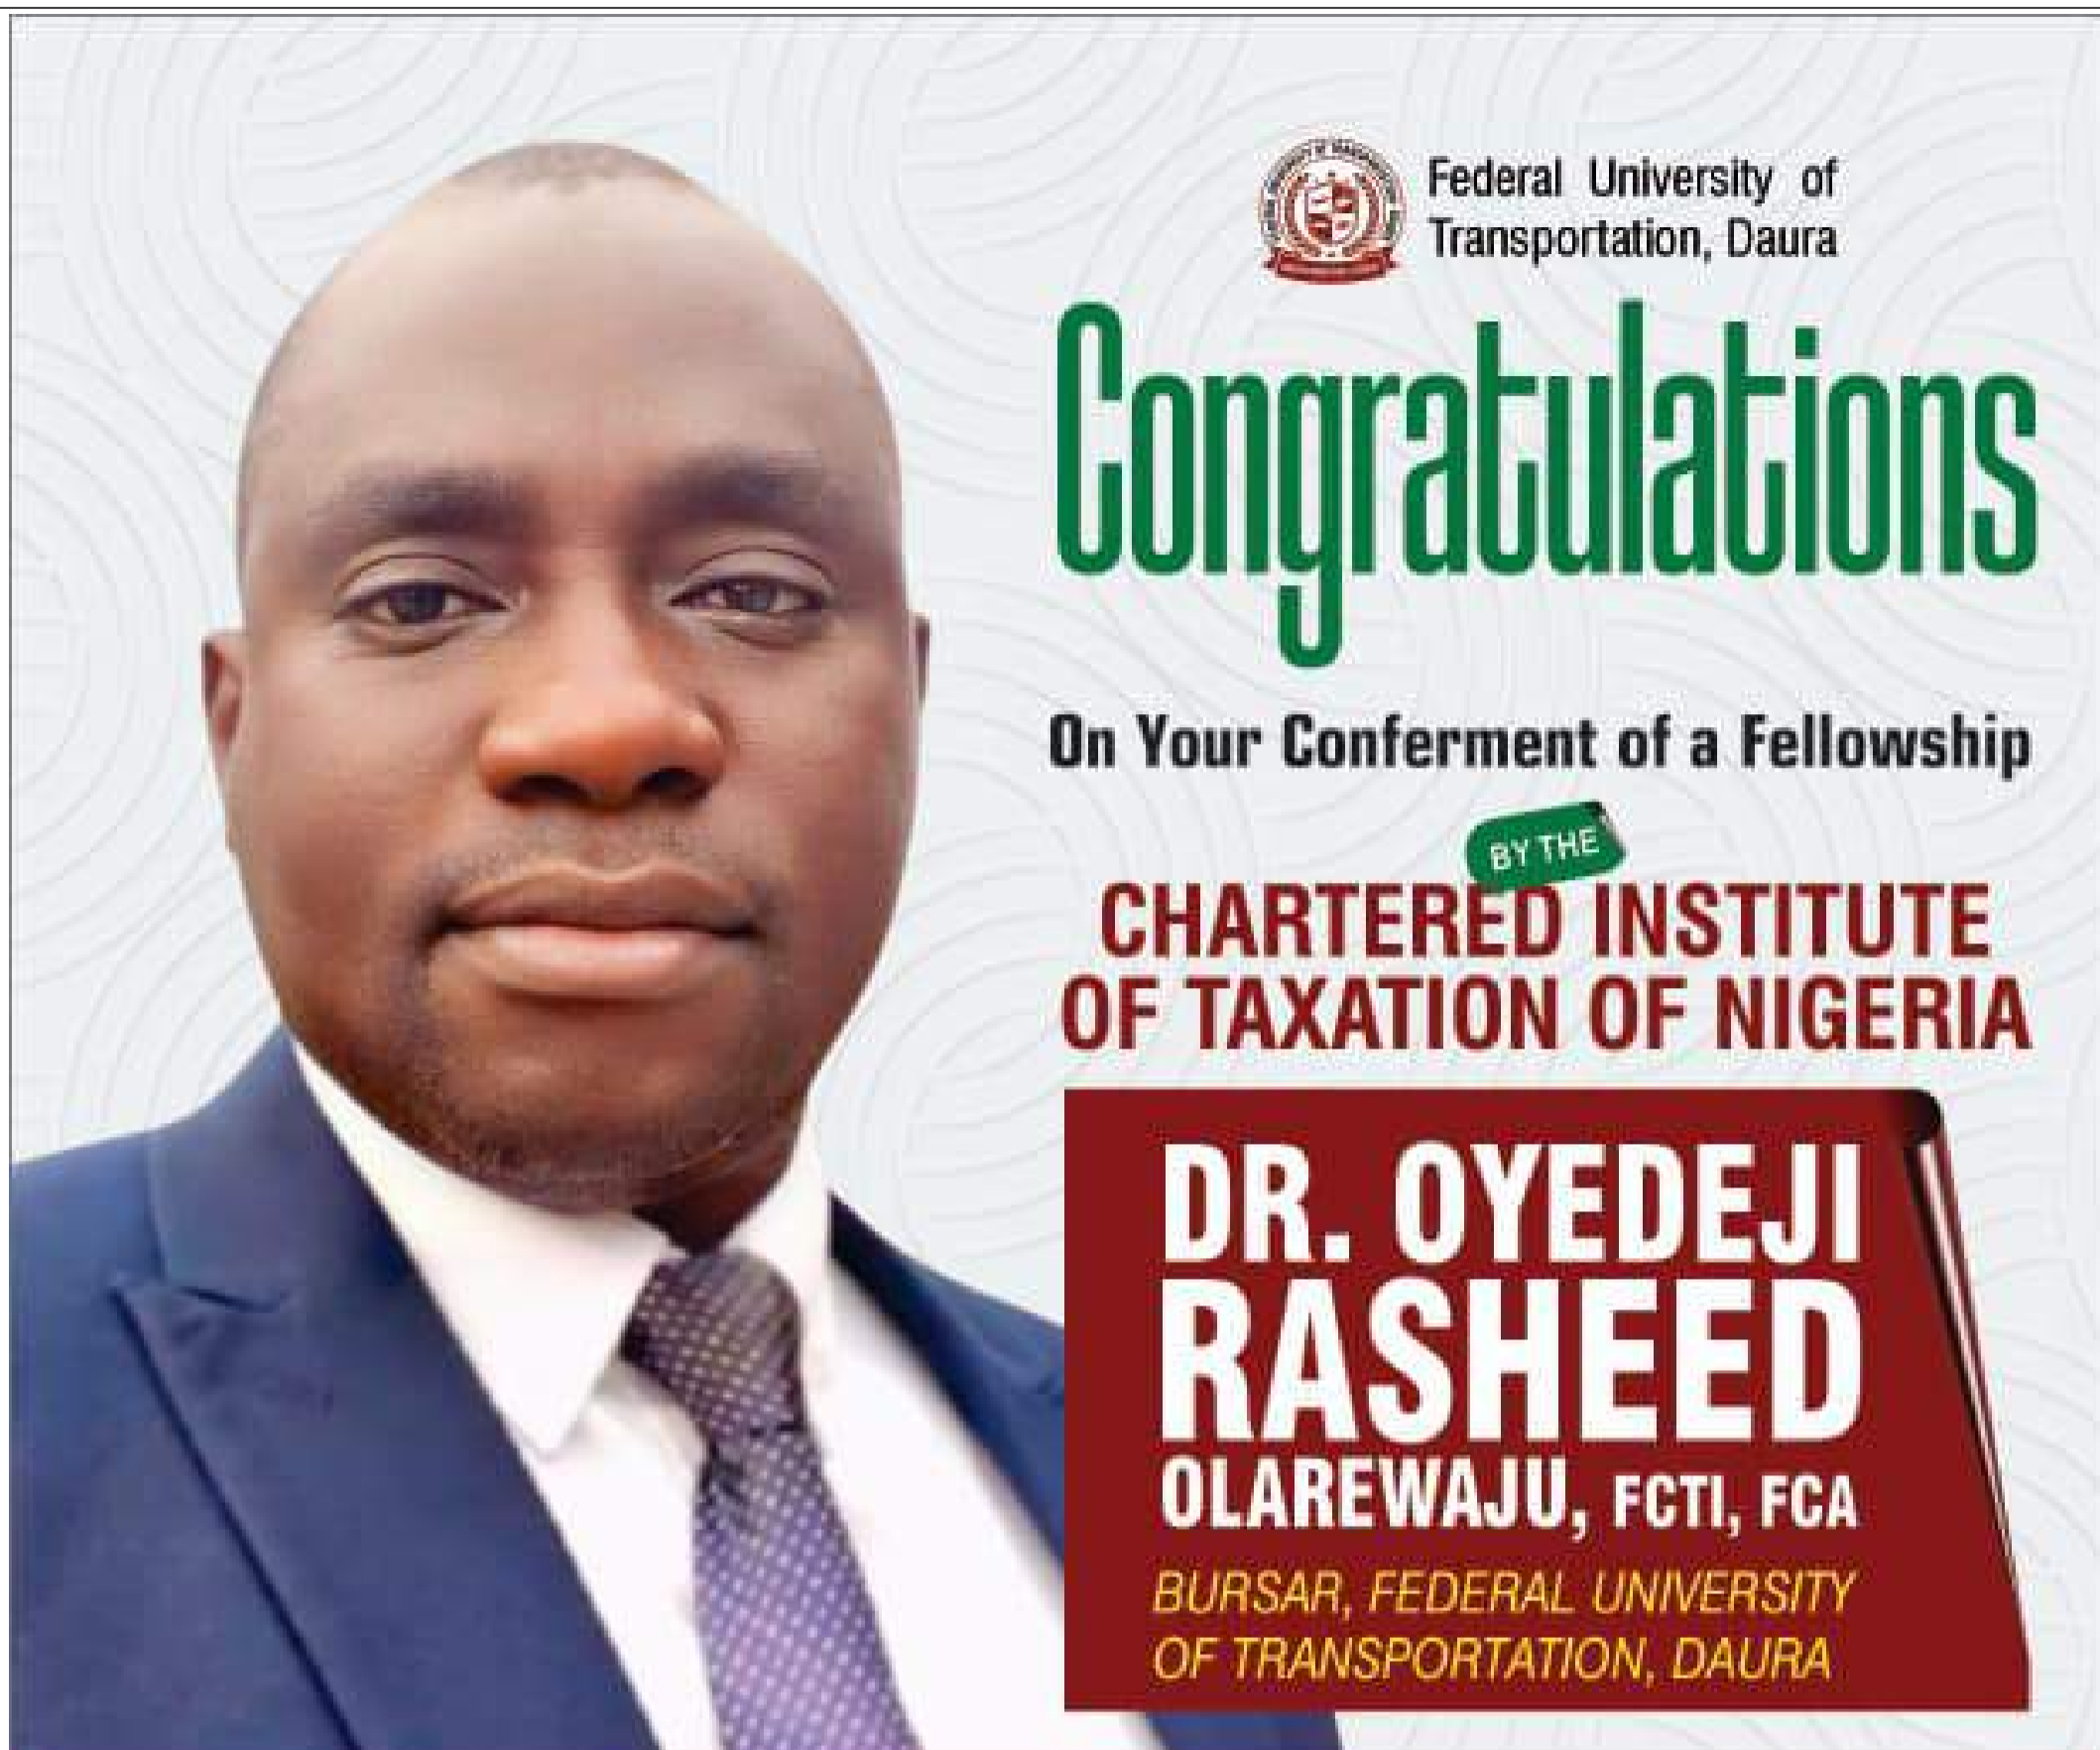 Federal University of
Transportation, Daura
Congratulations
On Your Conferment of a Fellowship
BY THE
CHARTERED INSTITUTE
OF TAXATION OF NIGERIA
DR. OYEDEJI
RASHEED
OLAREWAJU, FCTI, FCA
BURSAR, FEDERAL UNIVERSITY
OF TRANSPORTATION, DAURA